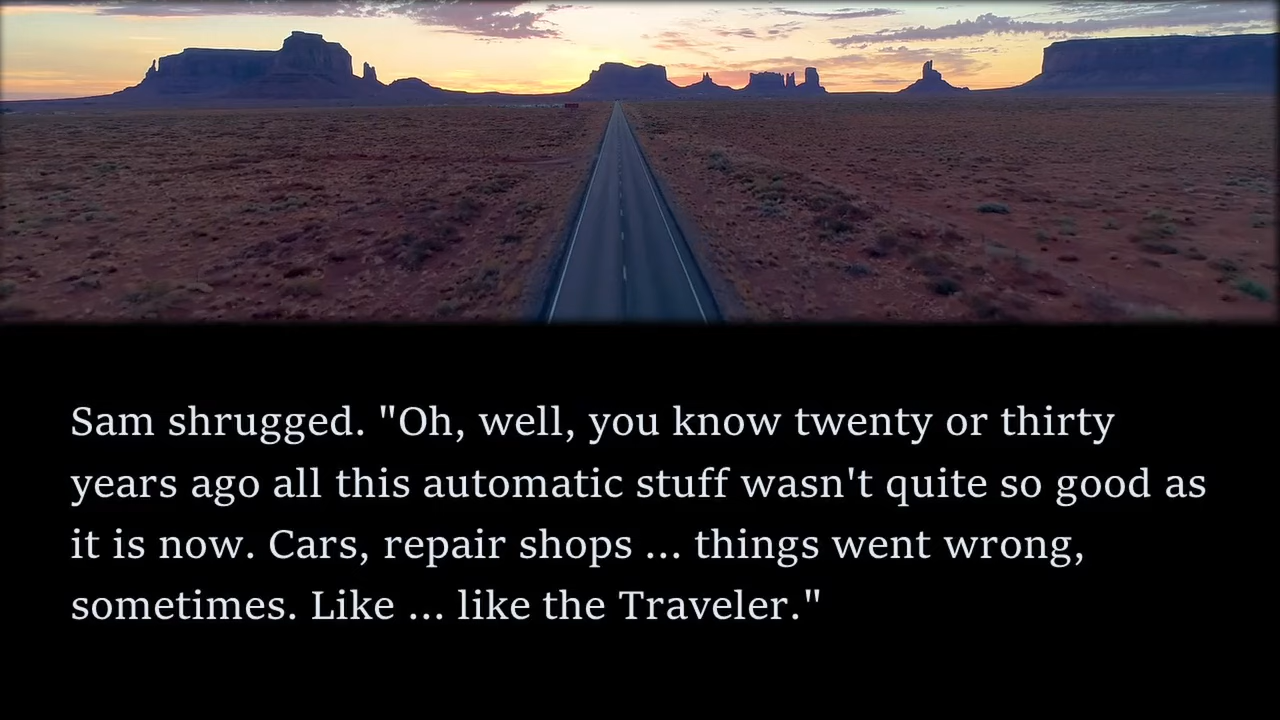 Sam shrugged. "Oh, well, you know twenty or thirty
years ago all this automatic stuff wasn't quite so good as
it is now. Cars, repair shops ... things went wrong,
sometimes. Like ... like the Traveler."